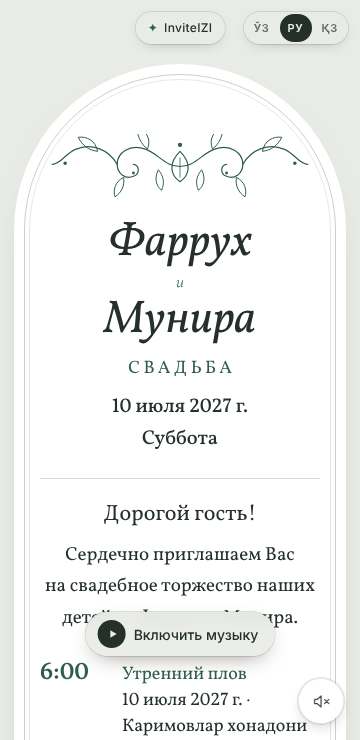 InviteIZI
ЎЗ РУ ҚЗ
Фаррух
и
Мунира
СВАДЬБА
10 июля 2027 г.
Суббота
Дорогой гость!
Сердечно приглашаем Вас
на свадебное торжество наших
Включить музыку
6:00 Утренний плов
10 июля 2027 г. ·
Каримовлар хонадони